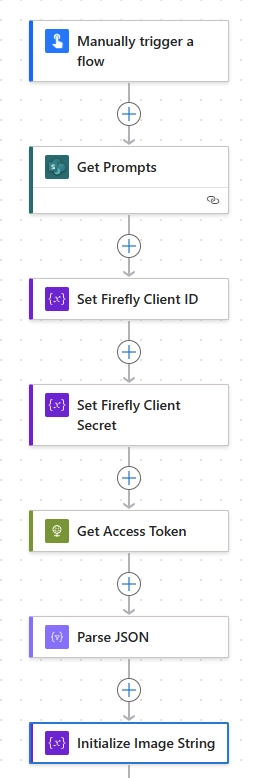 Manually trigger a
flow
Get Prompts
{x} Set Firefly Client ID
{x} Set Firefly Client
Secret
Get Access Token
Parse JSON
{x} Initialize Image String